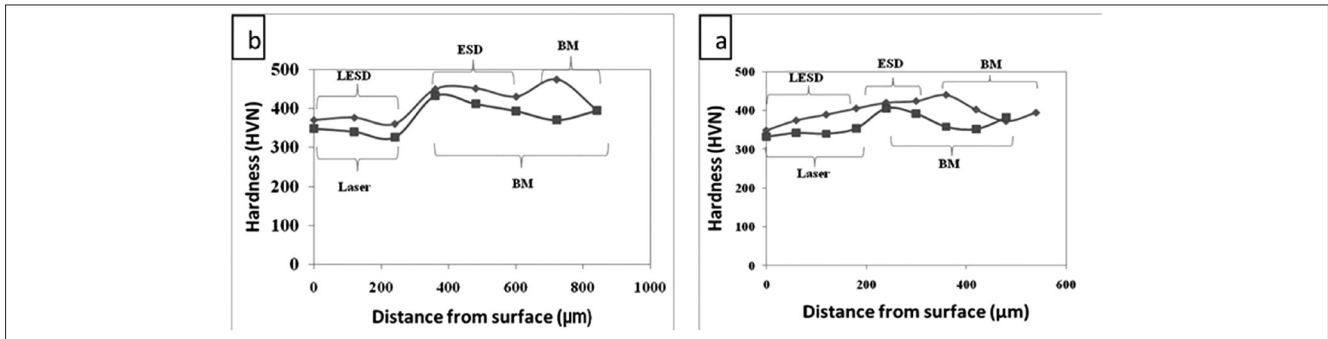 b
LESD
ESD
BM
500
400
300
200
100
0
Laser
BM
0 200 400 600 800 1000
Hardness (HVN)
Distance from surface (µm)
a
LESD
ESD
BM
500
400
300
200
100
0
Laser
BM
0 200 400 600
Hardness (HVN)
Distance from surface (µm)